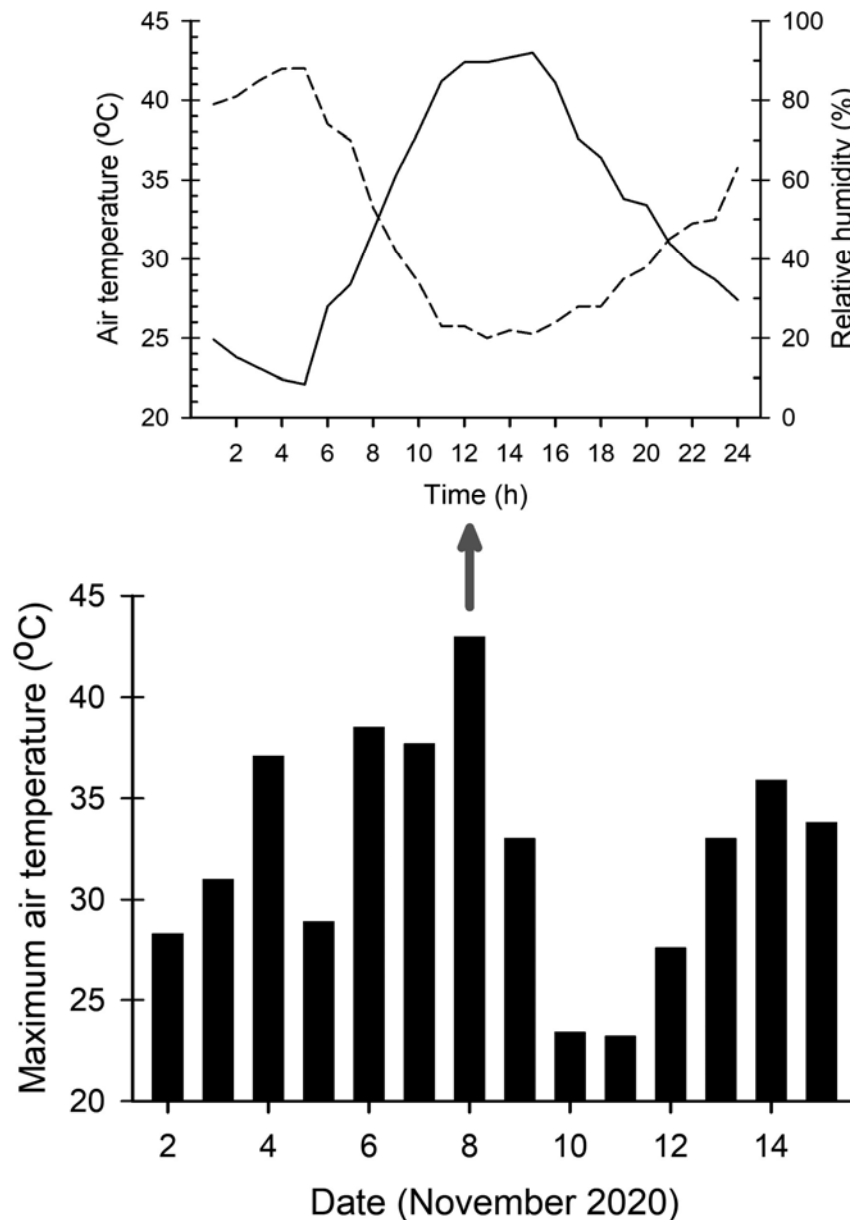 Air temperature (ºC)
45
40
35
30
25
20
Relative humidity (%)
100
80
60
40
20
0
2 4 6 8 10 12 14 16 18 20 22 24
Time (h)
Maximum air temperature (ºC)
45
40
35
30
25
20
2 4 6 8 10 12 14
Date (November 2020)